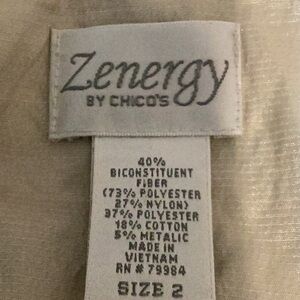 Zenergy
BY CHICO'S
40%
BICONSTITUENT
FIBER
(73% POLYESTER
27% NYLON)
37% POLYESTER
18% COTTON
5% METALIC
MADE IN
VIETNAM
RN # 79984
SIZE 2